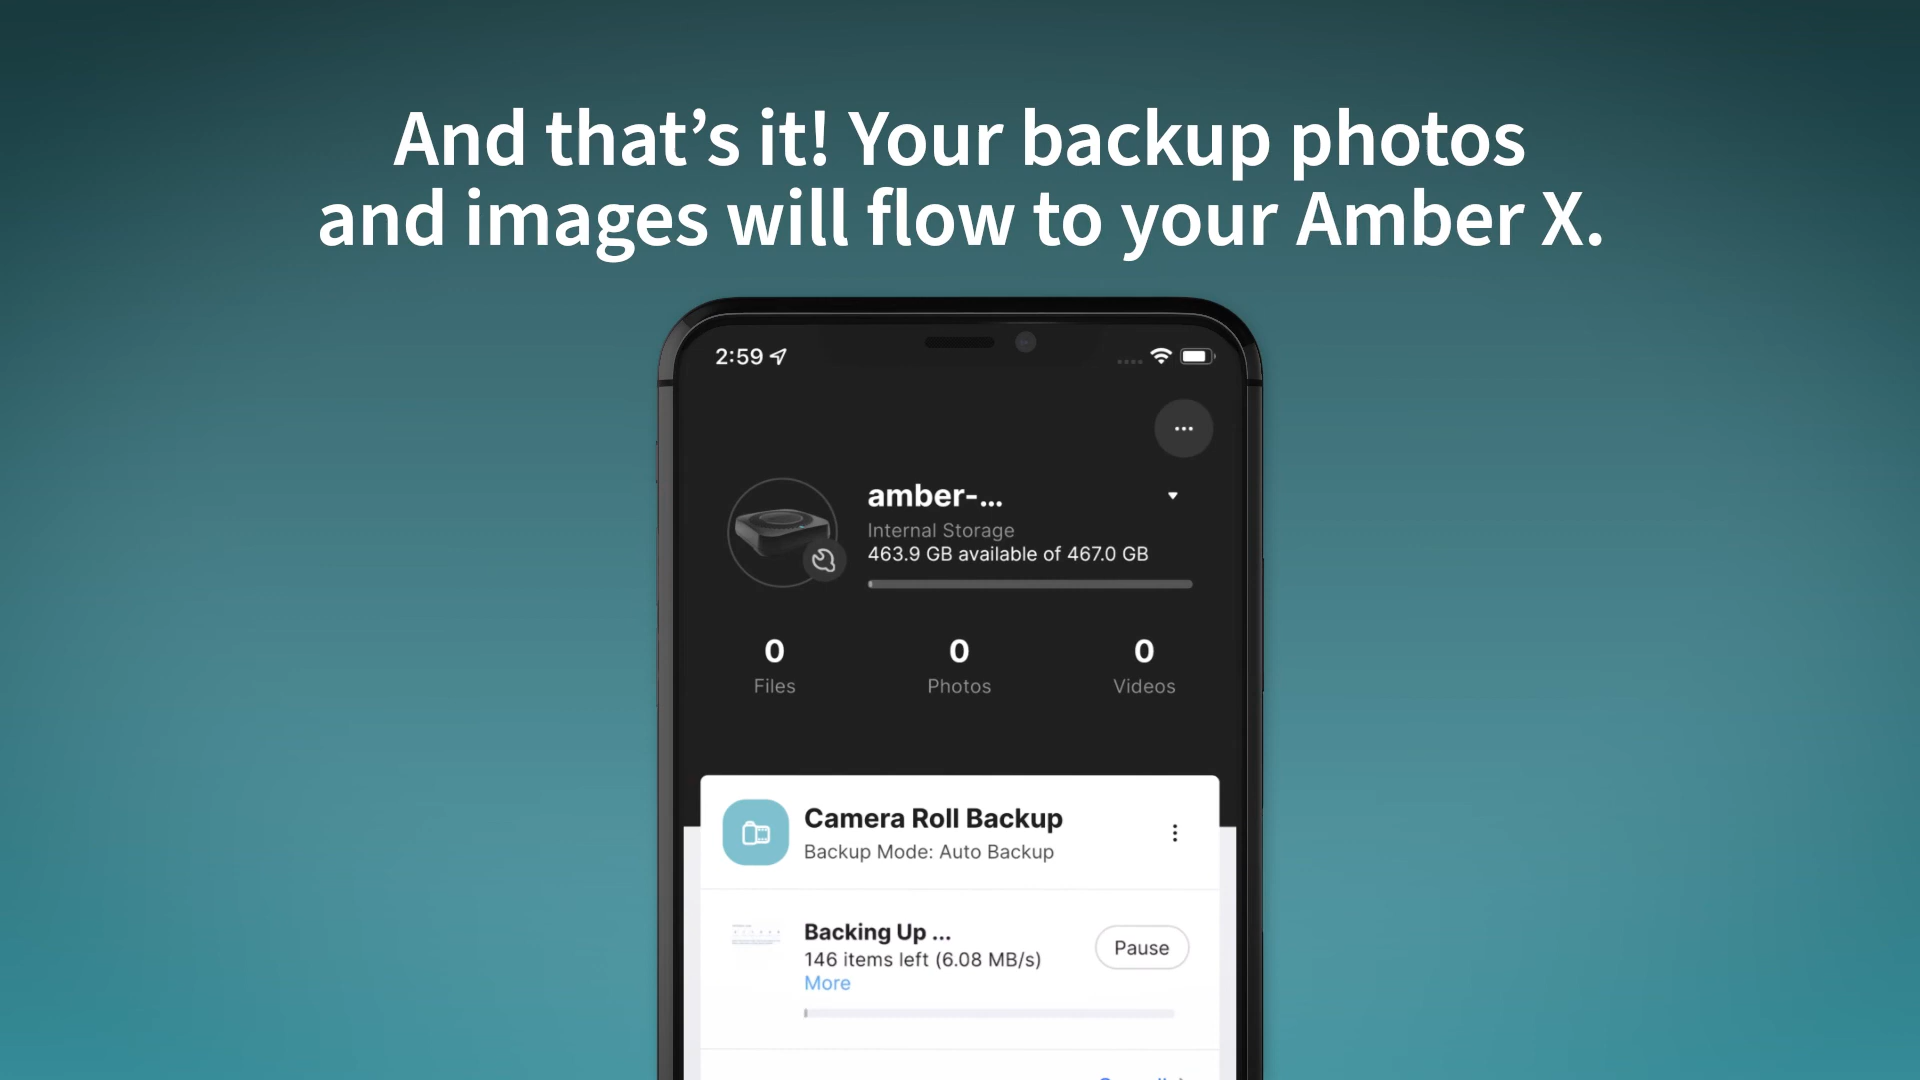 And that’s it! Your backup photos
and images will flow to your Amber X.
2:59
amber-...
Internal Storage
463.9 GB available of 467.0 GB
0
Files
0
Photos
0
Videos
Camera Roll Backup
Backup Mode: Auto Backup
Backing Up ...
146 items left (6.08 MB/s)
Pause
More